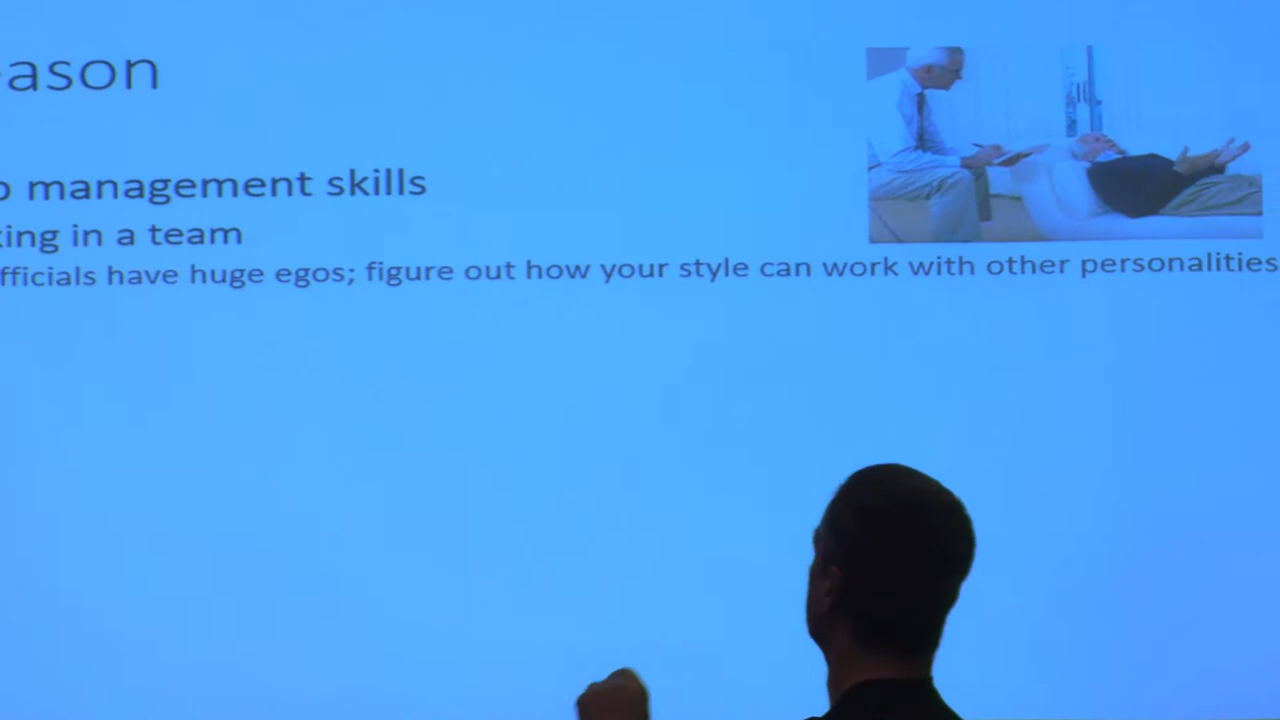 ason
management skills
king in a team
fficials have huge egos; figure out how your style can work with other personalities